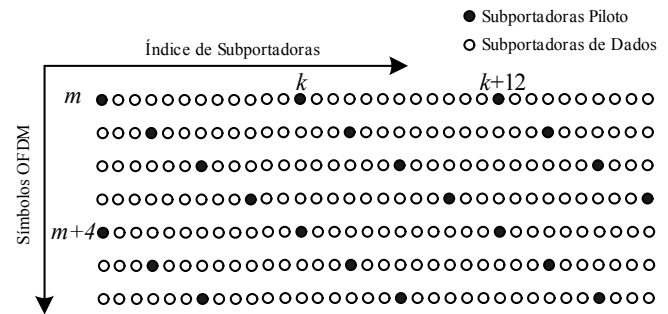 Subportadoras Piloto
Subportadoras de Dados
Índice de Subportadoras
k
k+12
m
m+4
Símbolos OFDM